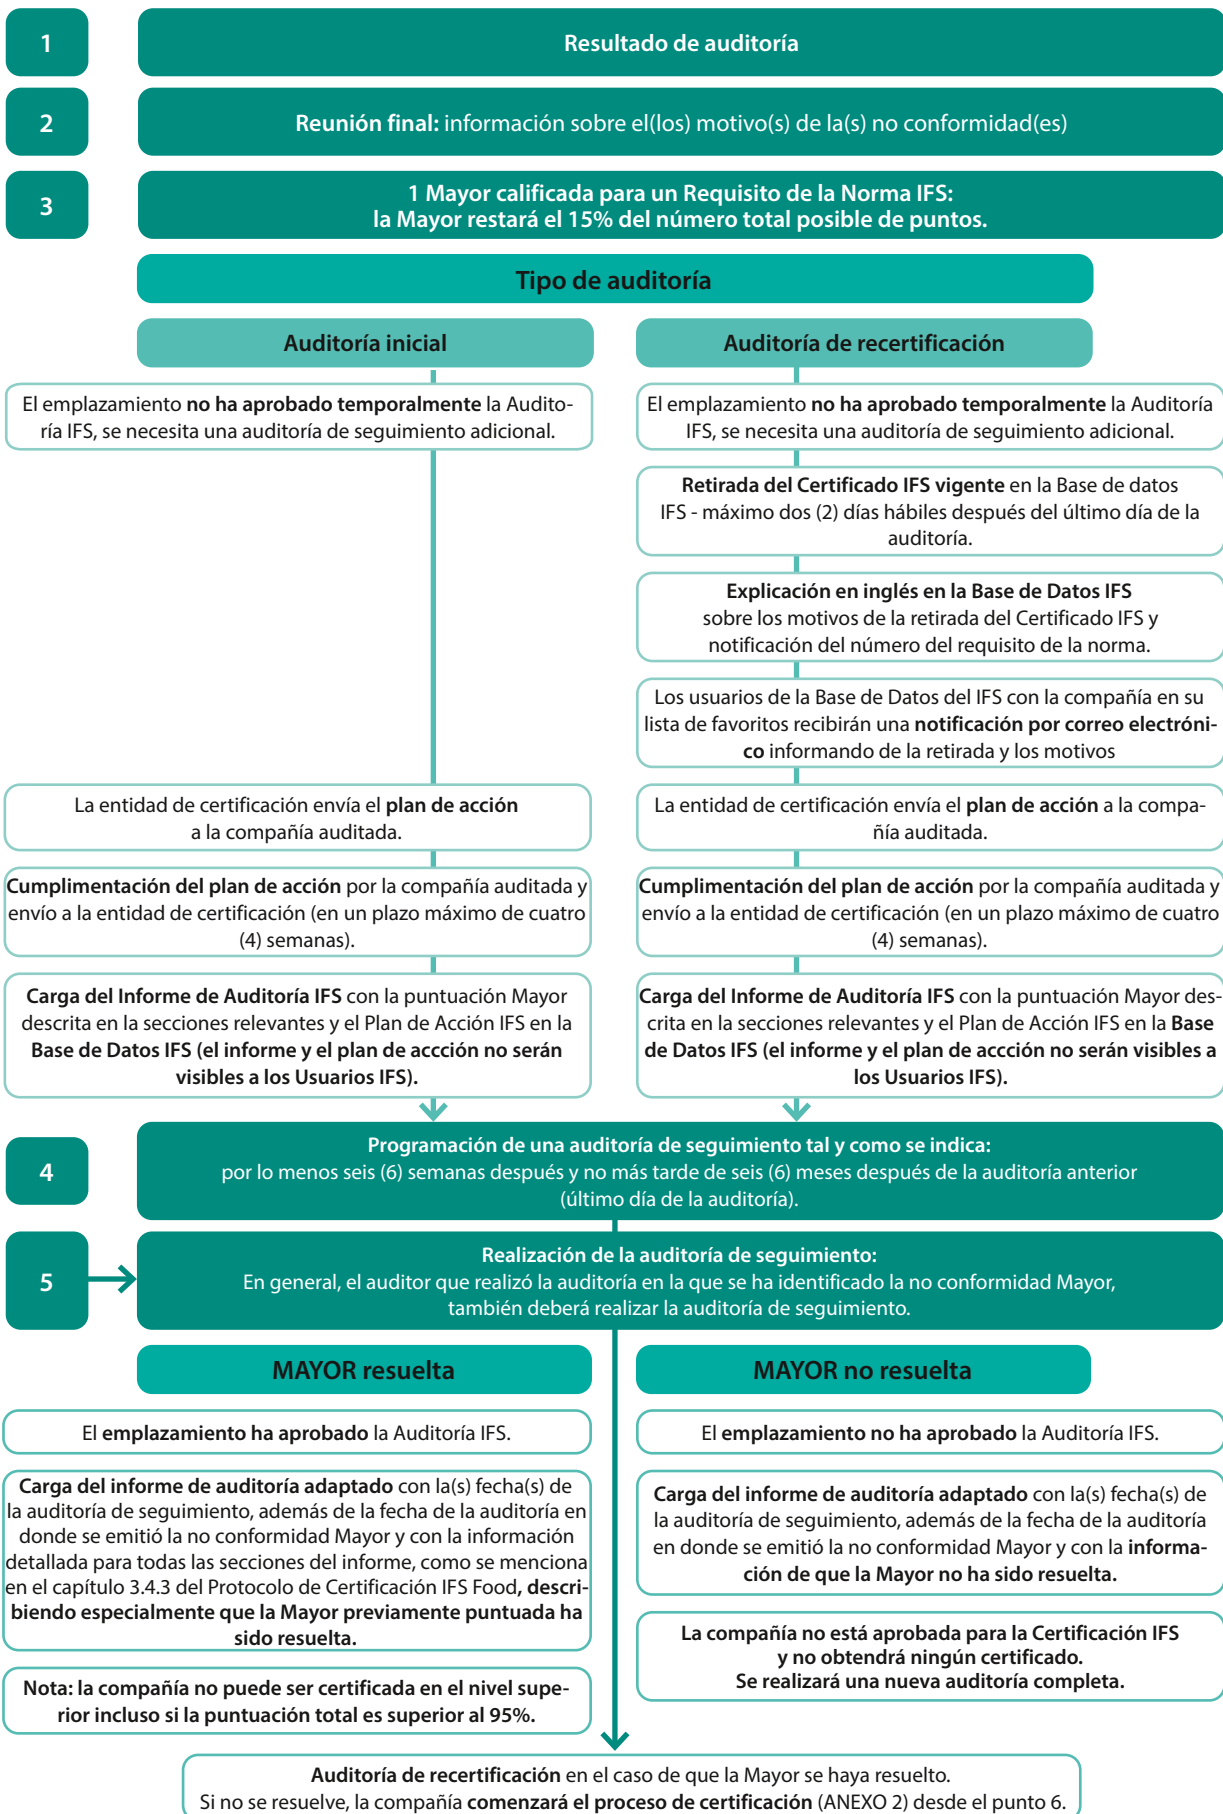 1
Resultado de auditoría
2
Reunión final: información sobre el(los) motivo(s) de la(s) no conformidad(es)
3
1 Mayor calificada para un Requisito de la Norma IFS:
la Mayor restará el 15% del número total posible de puntos.
Tipo de auditoría
Auditoría inicial
El emplazamiento no ha aprobado temporalmente la Audito-
ría IFS, se necesita una auditoría de seguimiento adicional.
La entidad de certificación envía el plan de acción
a la compañía auditada.
Cumplimentación del plan de acción por la compañía auditada y
envío a la entidad de certificación (en un plazo máximo de cuatro
(4) semanas).
Carga del Informe de Auditoría IFS con la puntuación Mayor
descrita en la secciones relevantes y el Plan de Acción IFS en la
Base de Datos IFS (el informe y el plan de accción no serán
visibles a los Usuarios IFS).
Auditoría de recertificación
El emplazamiento no ha aprobado temporalmente la Auditoría
IFS, se necesita una auditoría de seguimiento adicional.
Retirada del Certificado IFS vigente en la Base de datos
IFS - máximo dos (2) días hábiles después del último día de la
auditoría.
Explicación en inglés en la Base de Datos IFS
sobre los motivos de la retirada del Certificado IFS y
notificación del número del requisito de la norma.
Los usuarios de la Base de Datos del IFS con la compañía en su
lista de favoritos recibirán una notificación por correo electróni-
co informando de la retirada y los motivos
La entidad de certificación envía el plan de acción a la compa-
ñía auditada.
Cumplimentación del plan de acción por la compañía auditada y
envío a la entidad de certificación (en un plazo máximo de cuatro
(4) semanas).
Carga del Informe de Auditoría IFS con la puntuación Mayor des-
crita en la secciones relevantes y el Plan de Acción IFS en la Base
de Datos IFS (el informe y el plan de accción no serán visibles a
los Usuarios IFS).
4
Programación de una auditoría de seguimiento tal y como se indica:
por lo menos seis (6) semanas después y no más tarde de seis (6) meses después de la auditoría anterior
(último día de la auditoría).
5
Realización de la auditoría de seguimiento:
En general, el auditor que realizó la auditoría en la que se ha identificado la no conformidad Mayor,
también deberá realizar la auditoría de seguimiento.
MAYOR resuelta
El emplazamiento ha aprobado la Auditoría IFS.
Carga del informe de auditoría adaptado con la(s) fecha(s) de
la auditoría de seguimiento, además de la fecha de la auditoría en
donde se emitió la no conformidad Mayor y con la información
detallada para todas las secciones del informe, como se menciona
en el capítulo 3.4.3 del Protocolo de Certificación IFS Food, descri-
biendo especialmente que la Mayor previamente puntuada ha
sido resuelta.
Nota: la compañía no puede ser certificada en el nivel supe-
rior incluso si la puntuación total es superior al 95%.
MAYOR no resuelta
El emplazamiento no ha aprobado la Auditoría IFS.
Carga del informe de auditoría adaptado con la(s) fecha(s) de
la auditoría de seguimiento, además de la fecha de la auditoría
en donde se emitió la no conformidad Mayor y con la informa-
ción de que la Mayor no ha sido resuelta.
La compañía no está aprobada para la Certificación IFS
y no obtendrá ningún certificado.
Se realizará una nueva auditoría completa.
Auditoría de recertificación en el caso de que la Mayor se haya resuelto.
Si no se resuelve, la compañía comenzará el proceso de certificación (ANEXO 2) desde el punto 6.